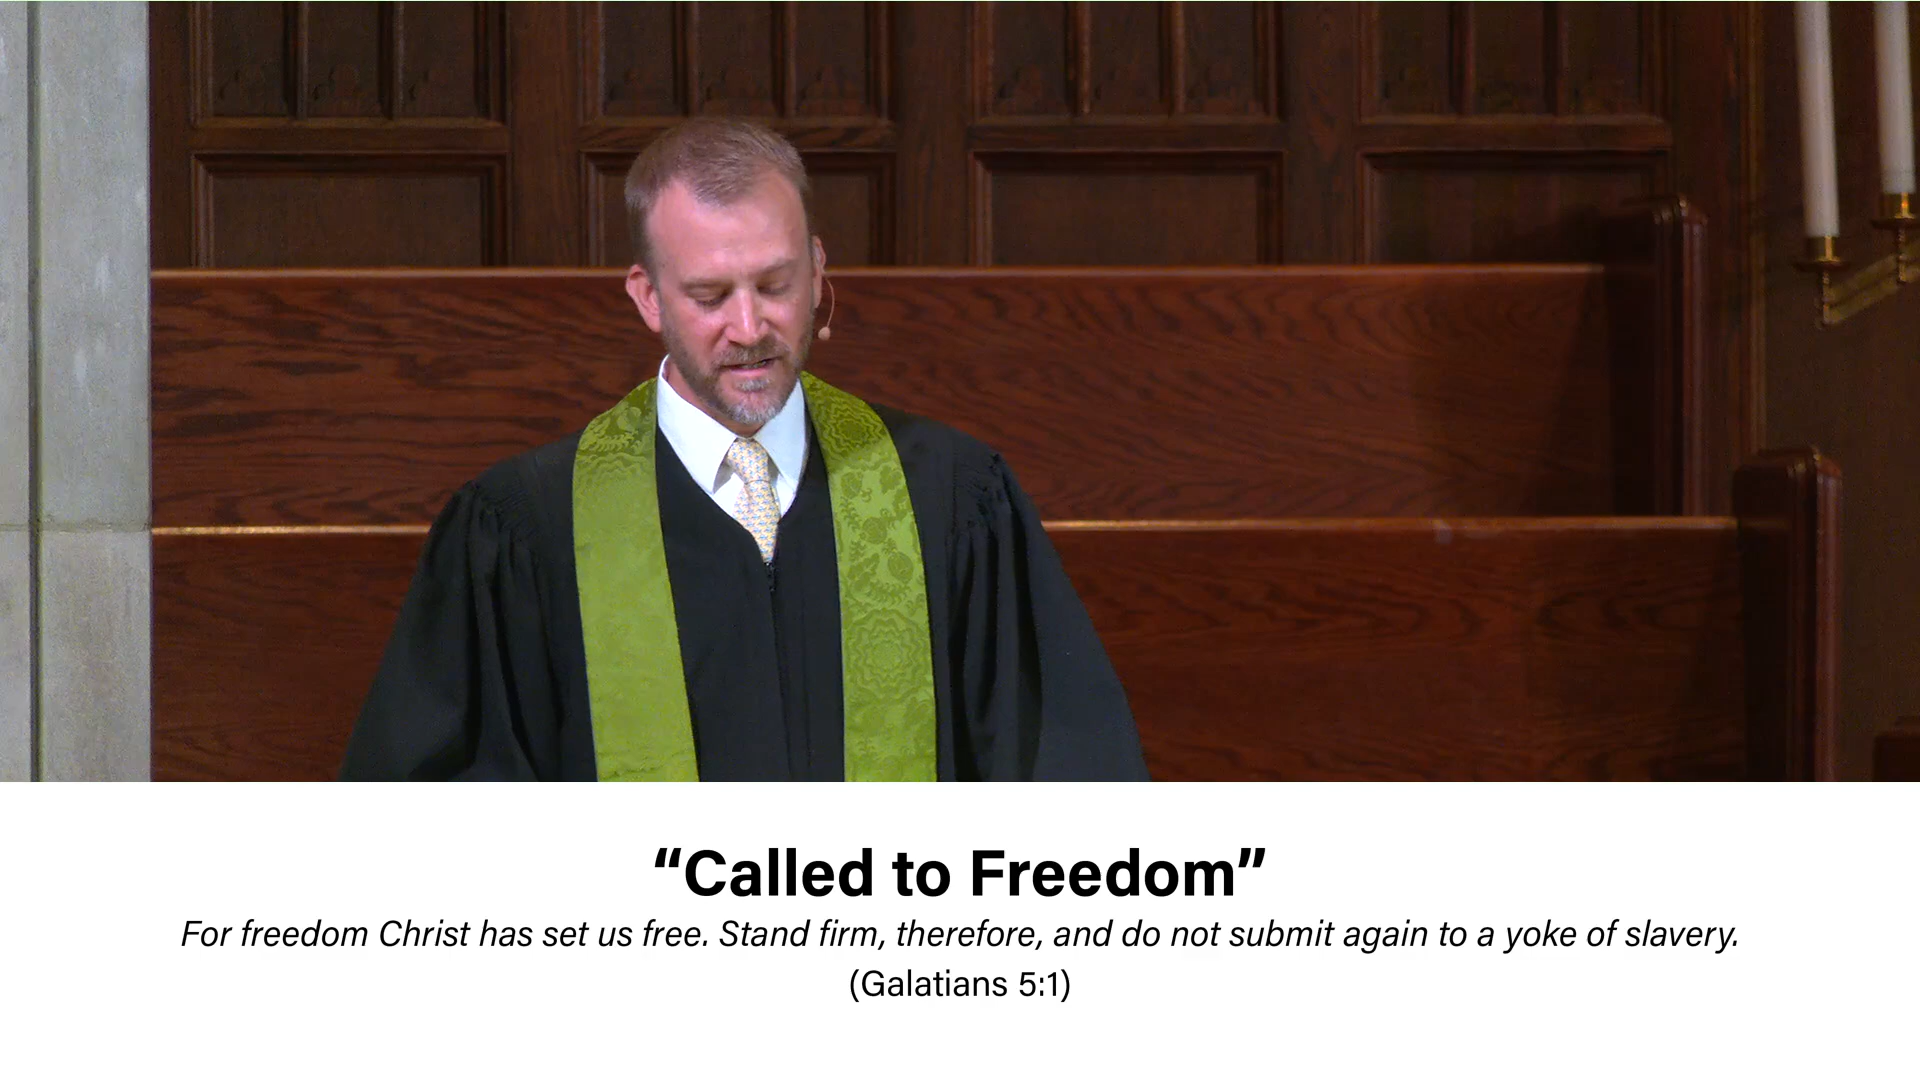 “Called to Freedom”
For freedom Christ has set us free. Stand firm, therefore, and do not submit again to a yoke of slavery.
(Galatians 5:1)